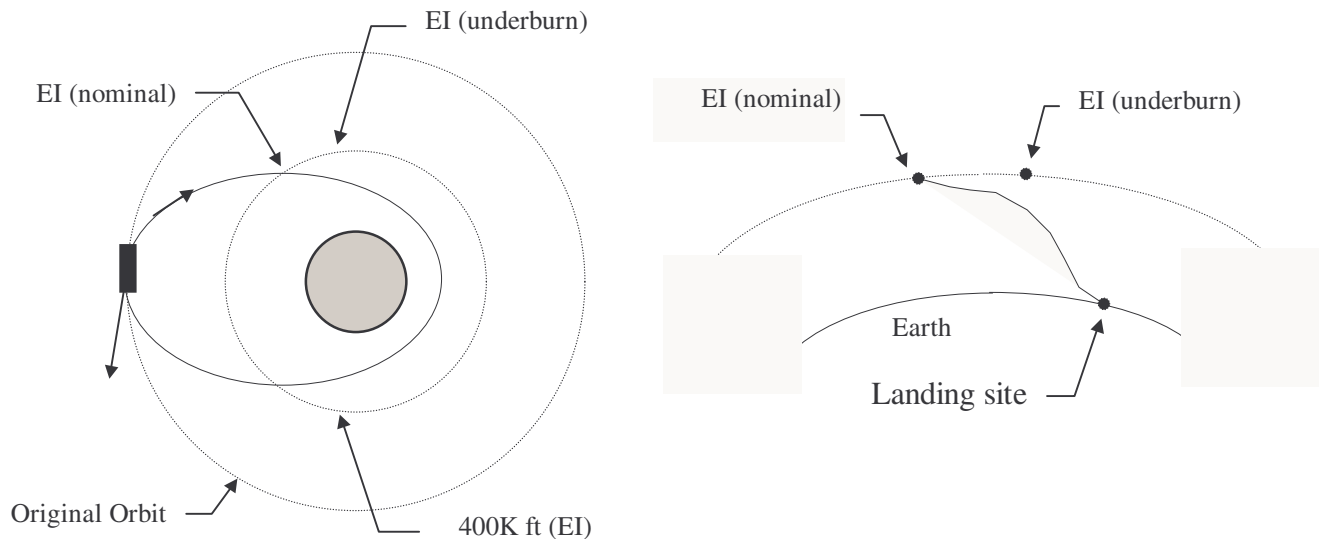 EI (underburn)
EI (nominal)
Original Orbit
400K ft (EI)
EI (nominal)
EI (underburn)
Earth
Landing site